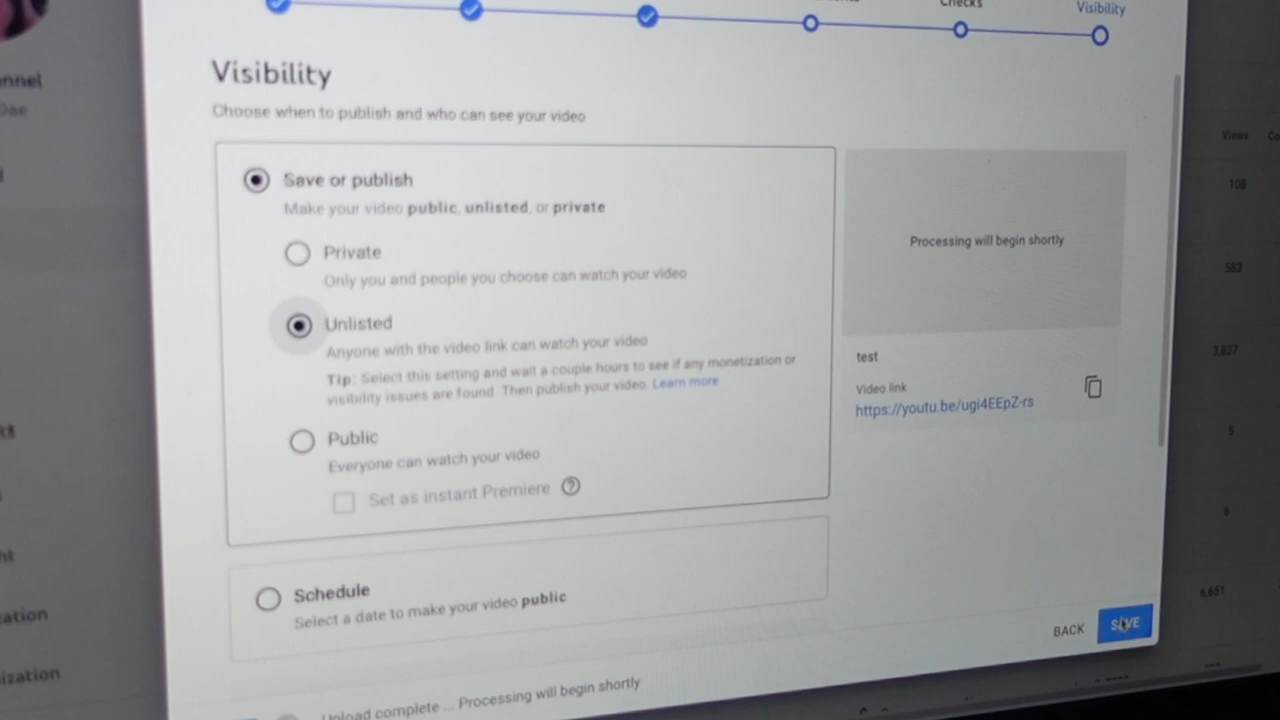 Checks
Visibility
Visibility
Choose when to publish and who can see your video
Save or publish
Make your video public, unlisted, or private
Private
Only you and people you choose can watch your video
Unlisted
Anyone with the video link can watch your video
Tip: Select this setting and wait a couple hours to see if any monetization or
visibility issues are found. Then publish your video. Learn more
Public
Everyone can watch your video
Set as instant Premiere ?
Schedule
Select a date to make your video public
Processing will begin shortly
test
Video link
https://youtu.be/ugi4EEpZ-rs
BACK
SAVE
Upload complete ... Processing will begin shortly
Views
108
583
3,837
5
6
6,651